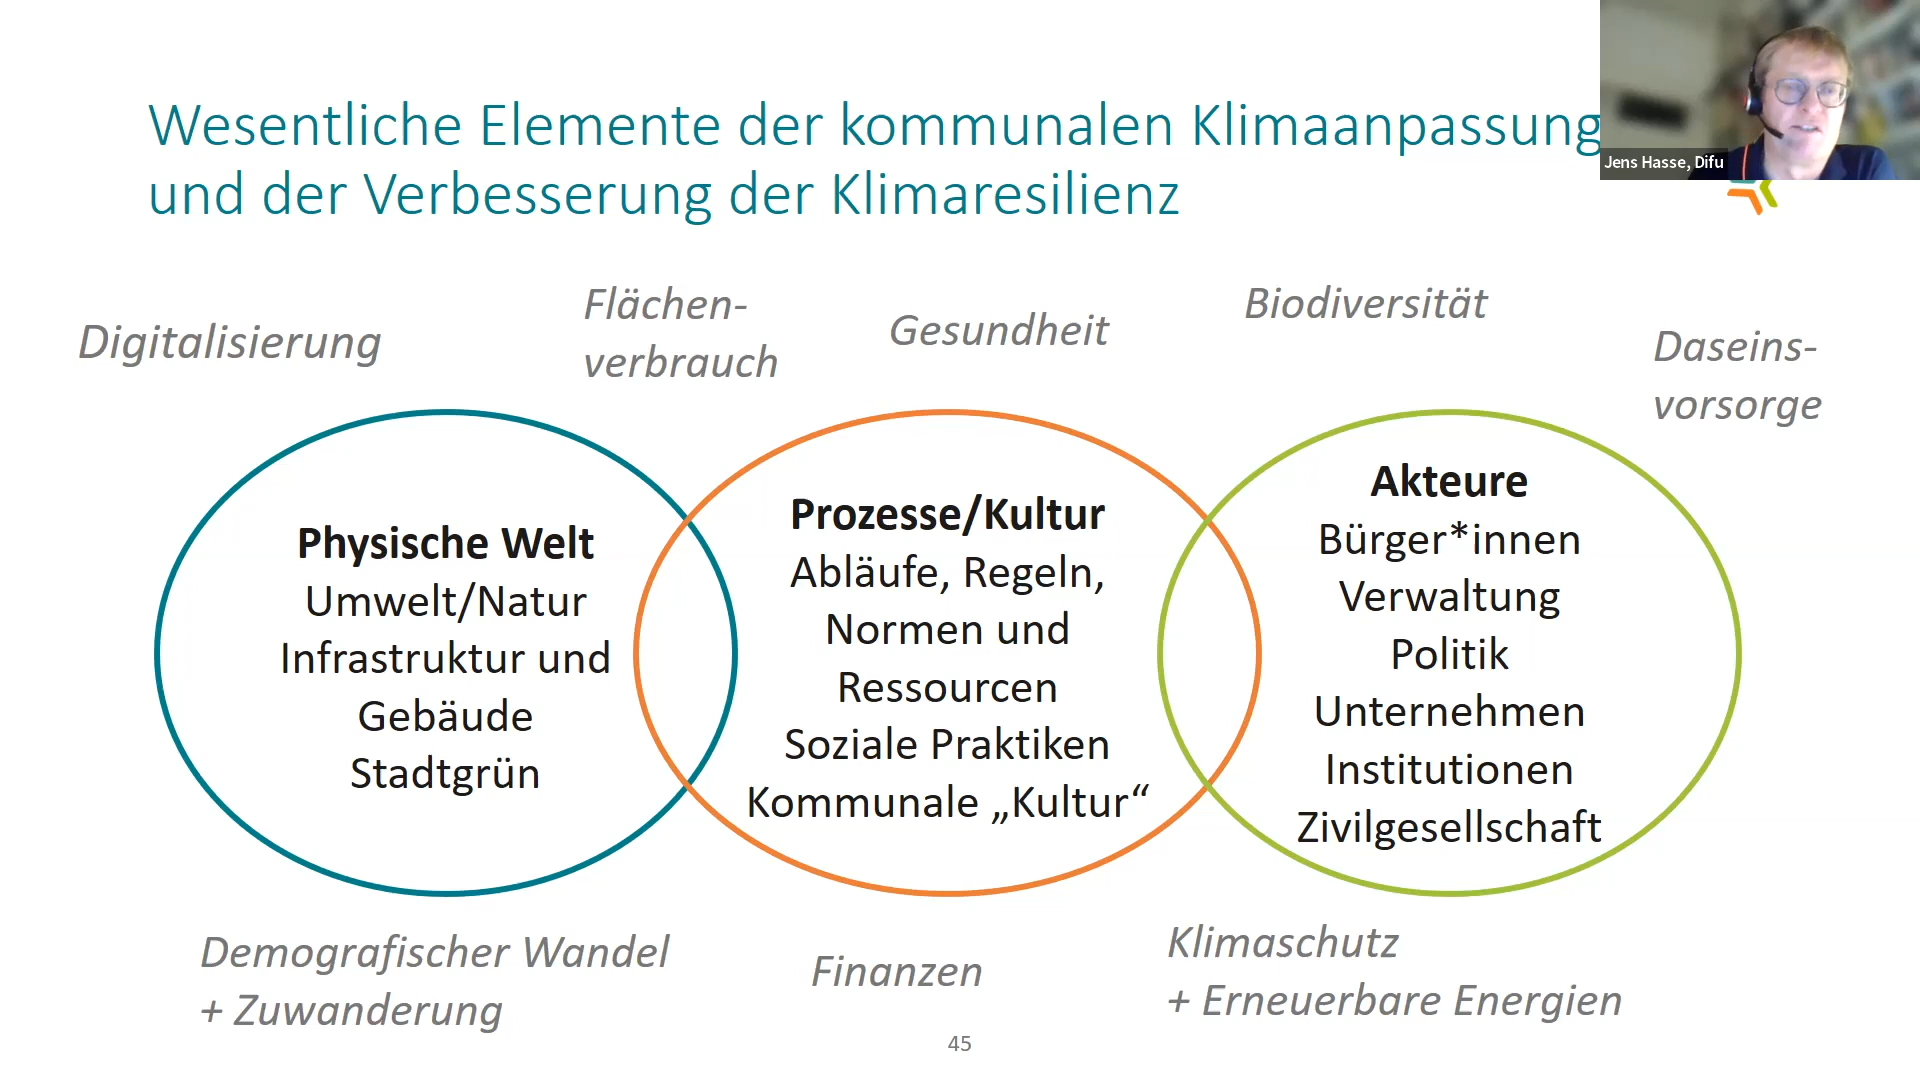 Wesentliche Elemente der kommunalen Klimaanpassung
und der Verbesserung der Klimaresilienz
Jens Hasse, Difu
Digitalisierung
Flächen-
verbrauch
Gesundheit
Biodiversität
Daseins-
vorsorge
Physische Welt
Umwelt/Natur
Infrastruktur und
Gebäude
Stadtgrün
Prozesse/Kultur
Abläufe, Regeln,
Normen und
Ressourcen
Soziale Praktiken
Kommunale „Kultur“
Akteure
Bürger*innen
Verwaltung
Politik
Unternehmen
Institutionen
Zivilgesellschaft
Demografischer Wandel
+ Zuwanderung
Finanzen
Klimaschutz
+ Erneuerbare Energien
45